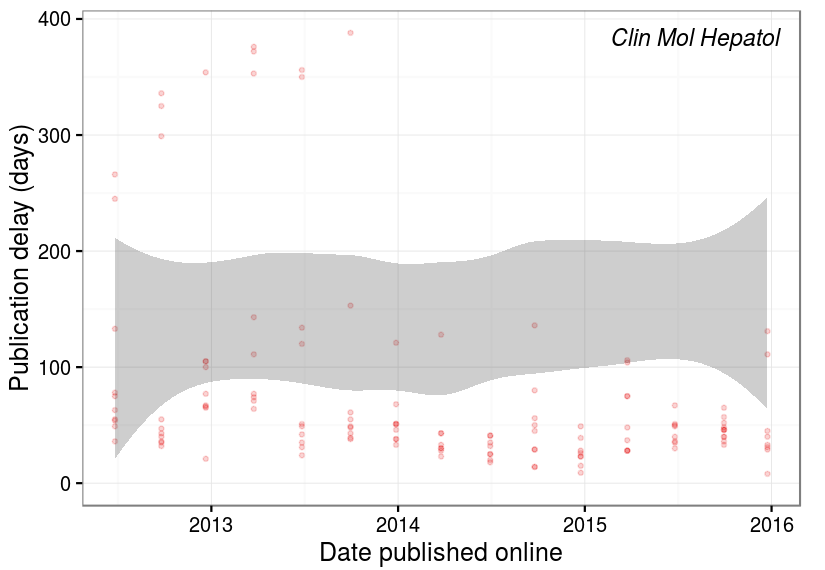 Clin Mol Hepatol
Publication delay (days)
400
300
200
100
0
2013 2014 2015 2016
Date published online